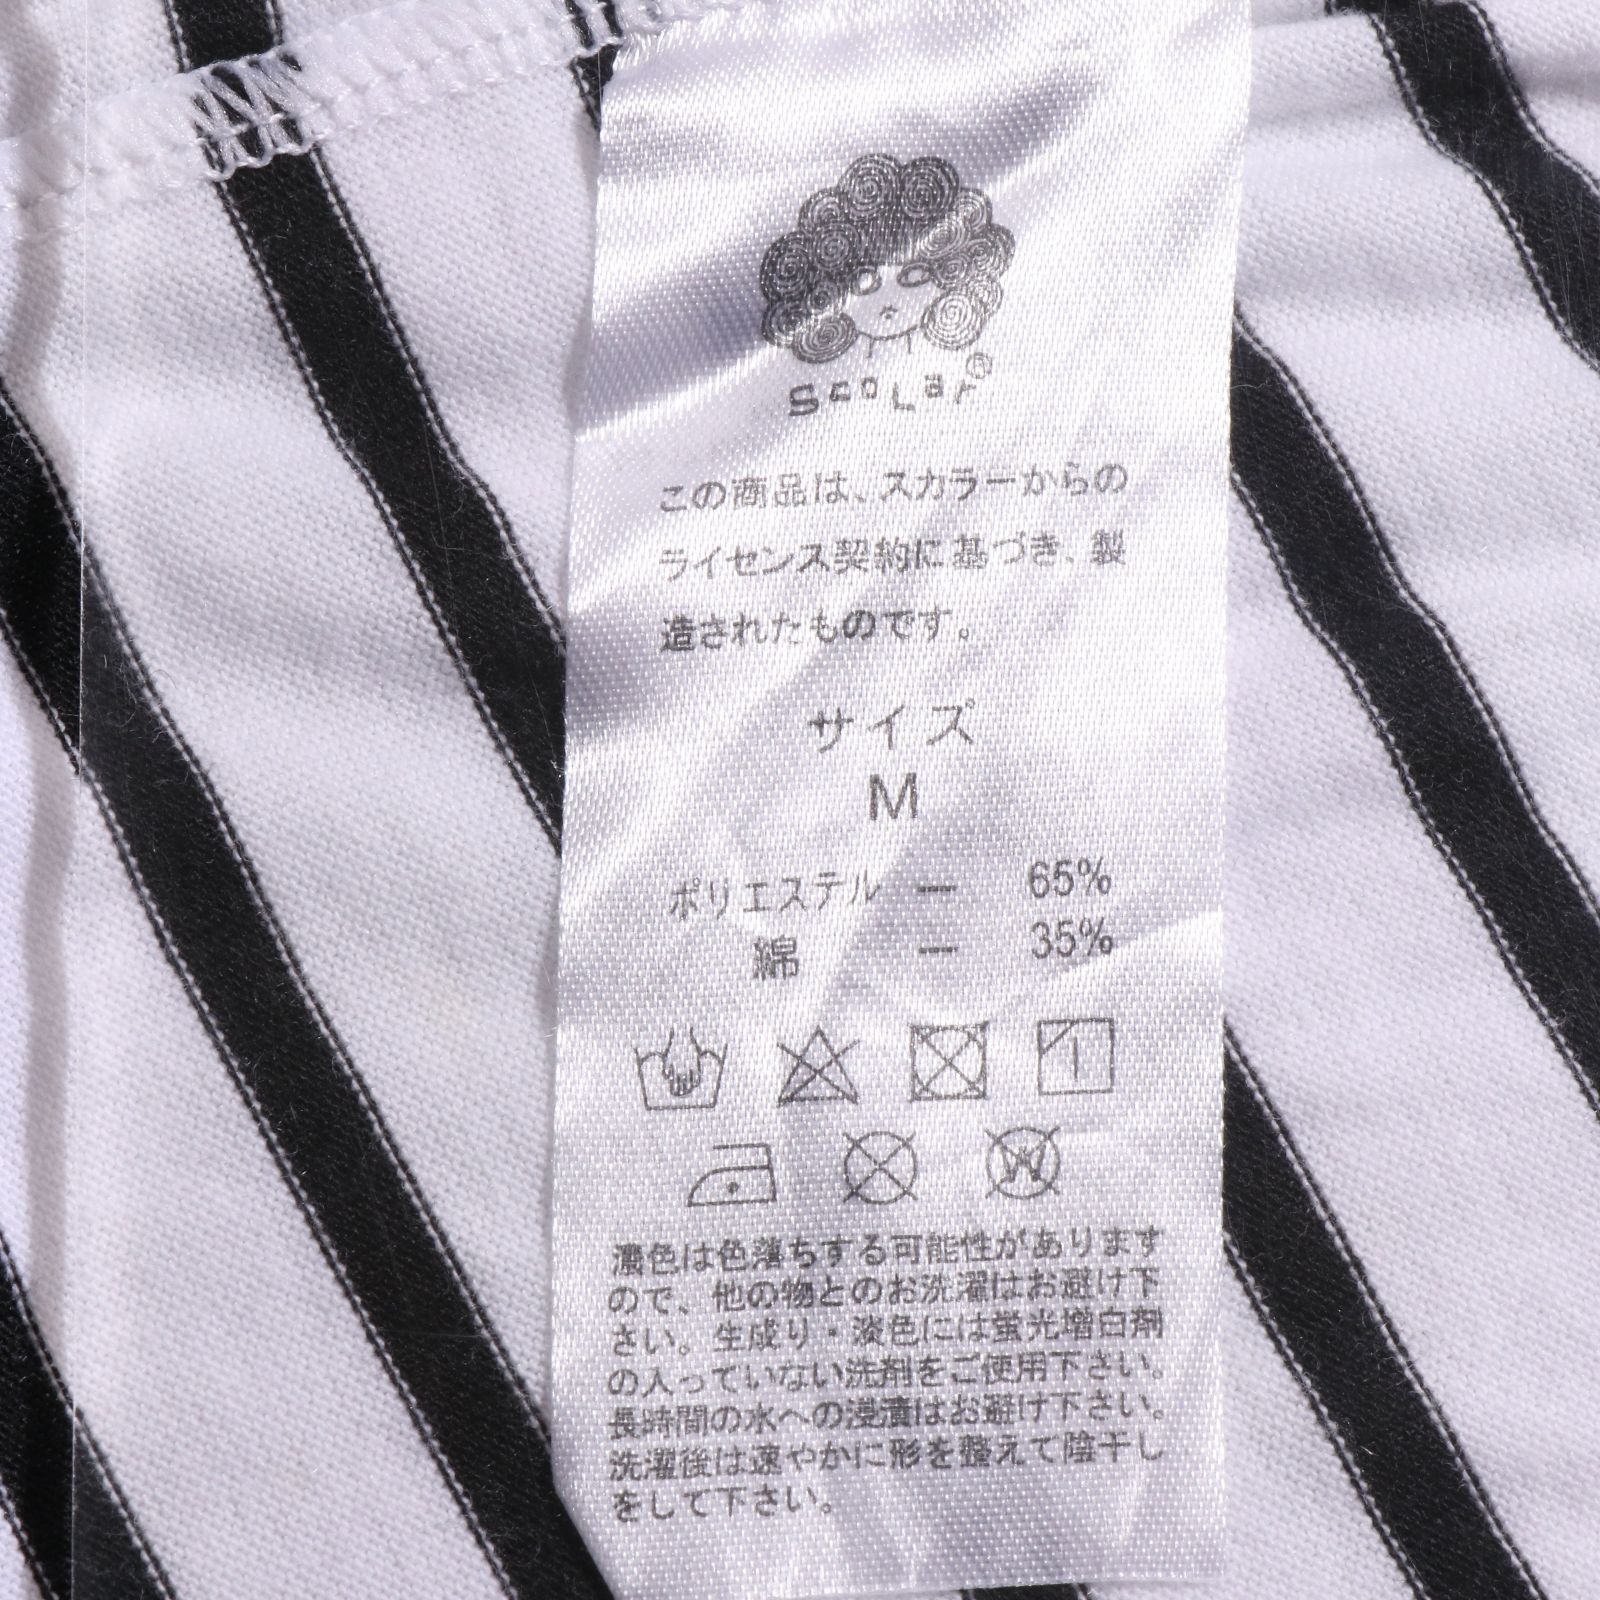 ScoLar®
この商品は、スカラーからの
ライセンス契約に基づき、製
造されたものです。
サイズ
M
ポリエステル ー 65%
綿 ー 35%
W
濃色は色落ちする可能性があります
ので、他の物とのお洗濯はお避け下
さい。生成り・淡色には蛍光増白剤
の入っていない洗剤をご使用下さい。
長時間の水への浸漬はお避け下さい。
洗濯後は速やかに形を整えて陰干し
をして下さい。